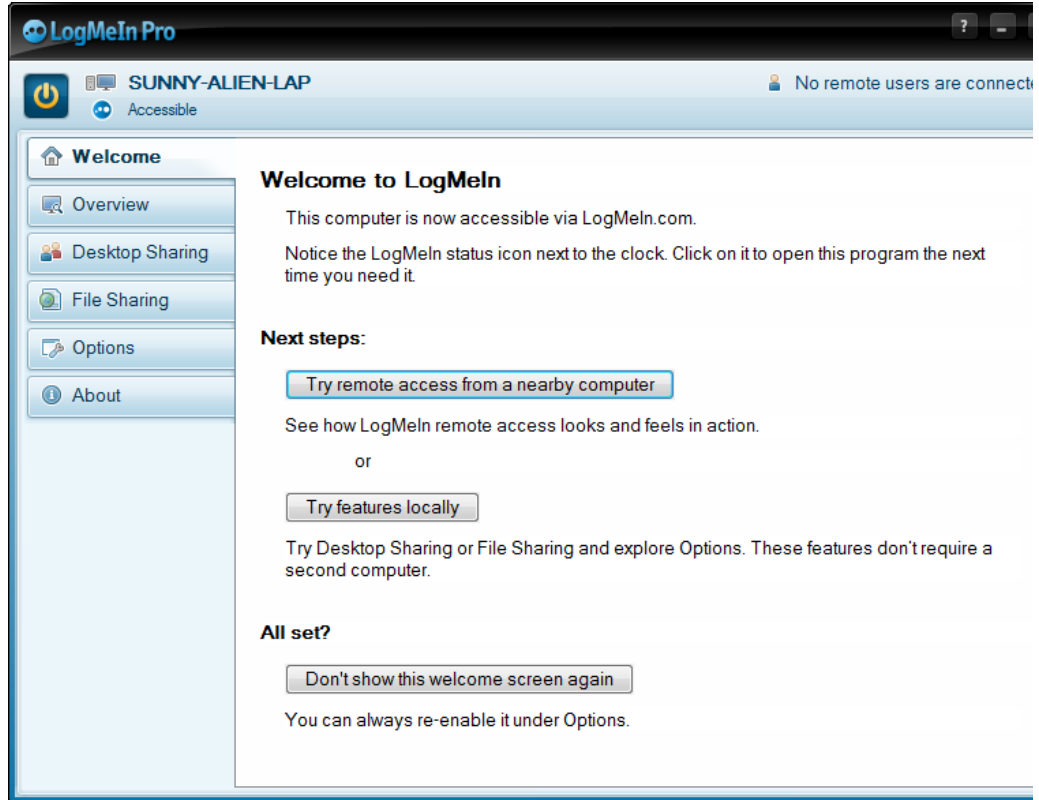 LogMeIn Pro
?
SUNNY-ALIEN-LAP
No remote users are connecte
Accessible
Welcome
Overview
Desktop Sharing
File Sharing
Options
About
Welcome to LogMeIn
This computer is now accessible via LogMeIn.com.
Notice the LogMeIn status icon next to the clock. Click on it to open this program the next
time you need it.
Next steps:
Try remote access from a nearby computer
See how LogMeIn remote access looks and feels in action.
or
Try features locally
Try Desktop Sharing or File Sharing and explore Options. These features don't require a
second computer.
All set?
Don't show this welcome screen again
You can always re-enable it under Options.